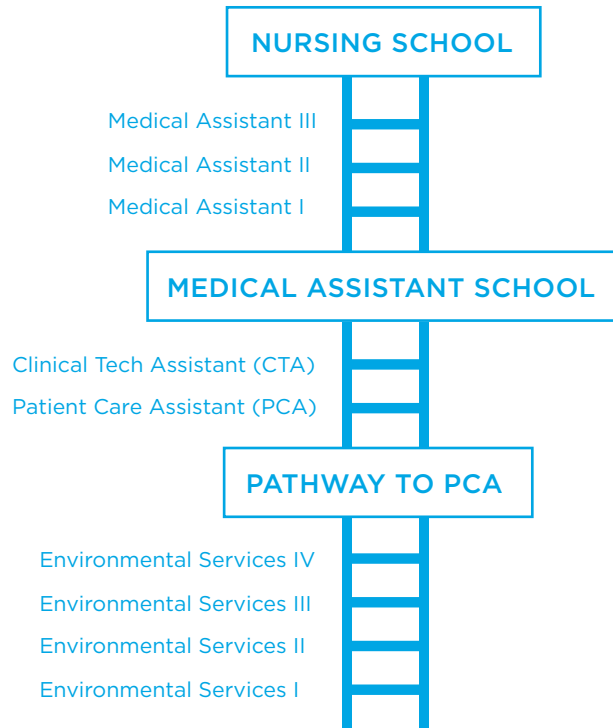 NURSING SCHOOL
Medical Assistant III
Medical Assistant II
Medical Assistant I
MEDICAL ASSISTANT SCHOOL
Clinical Tech Assistant (CTA)
Patient Care Assistant (PCA)
PATHWAY TO PCA
Environmental Services IV
Environmental Services III
Environmental Services II
Environmental Services I